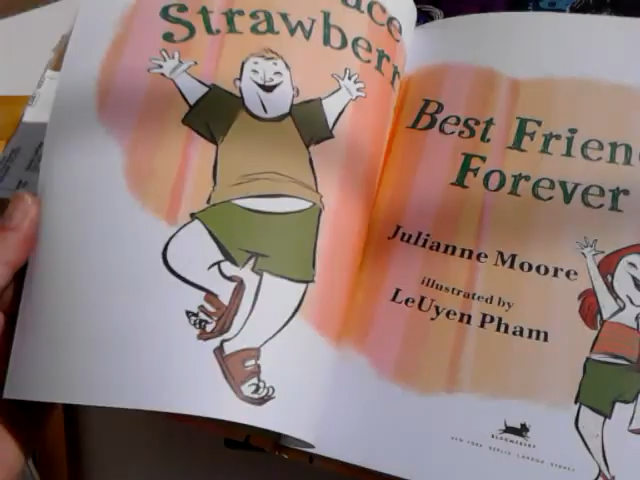 ace
Strawberr
Best Frien
Forever
Julianne Moore
illustrated by
LeUyen Pham
BLOOMSBURY
NEW YORK BERLIN LONDON SYDNEY